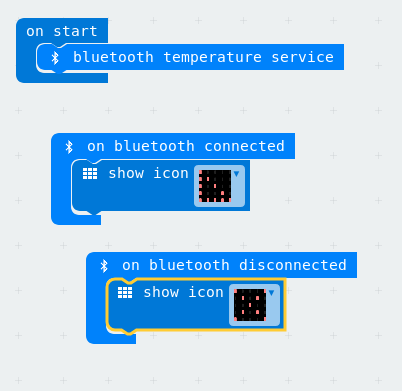 on start
bluetooth temperature service
on bluetooth connected
show icon
on bluetooth disconnected
show icon